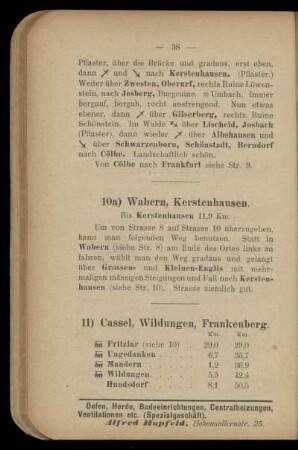 — 38 —
Pflaster, über die Brücke und gradaus, erst eben,
dann ↗ und ↘ nach Kerstenhausen. (Pflaster.)
Weiter über Zwesten, Oberurf, rechts Ruine Löwen-
stein, nach Josberg, Burgruine. Umbach. Immer
bergauf, bergab, recht anstrengend. Nun etwas
ebener, dann ↗ über Gilserberg, rechts Ruine
Schönstein. Im Walde über Lischeid, Josbach
(Pflaster), dann wieder ↗ über Albshausen und
↘ über Schwarzenborn, Schönstadt, Berndorf
nach Cölbe. Landschaftlich schön.
Von Cölbe nach Frankfurt siehe Str. 9.
10a) Wabern, Kerstenhausen.
Bis Kerstenhausen 11,9 Km.
Um von Strasse 8 auf Strasse 10 überzugehen,
kann man folgenden Weg benutzen. Statt in
Wabern (siehe Str. 8) am Ende des Ortes links zu
fahren, wählt man den Weg gradaus und gelangt
über Grossen- und Kleinen-Englis mit mehr-
maligen mässigen Steigungen und Fall nach Kersten-
hausen (siehe Str. 10). Strasse ziemlich gut.
11) Cassel, Wildungen, Frankenberg.
Km. Km.
Fritzlar (siehe 10) . 29,0 29,0
Ungedanken . . . 6,7 35,7
Mandern . . . . 1,2 36,9
Wildungen . . . . 5,5 42,4
Hundsdorf . . . . 8,1 50,5
Oefen, Herde, Badeeinrichtungen, Centralheizungen,
Ventilationen etc. (Spezialgeschäft).
Alfred Hupfeld, Hohenzollernstr. 25.